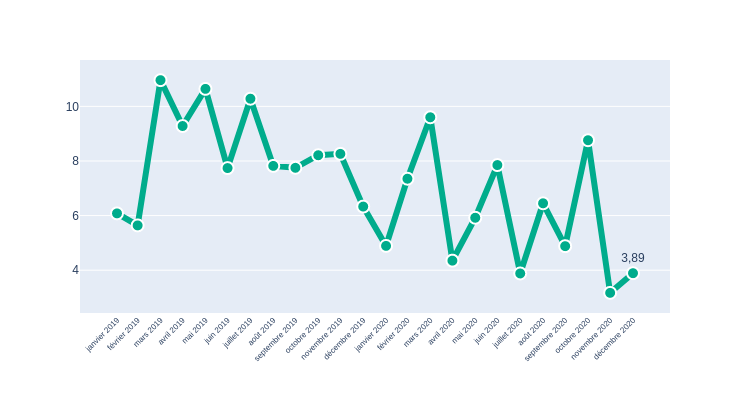 10
8
6
4
3,89
janvier 2019
février 2019
mars 2019
avril 2019
mai 2019
juin 2019
juillet 2019
août 2019
septembre 2019
octobre 2019
novembre 2019
décembre 2019
janvier 2020
février 2020
mars 2020
avril 2020
mai 2020
juin 2020
juillet 2020
août 2020
septembre 2020
octobre 2020
novembre 2020
décembre 2020